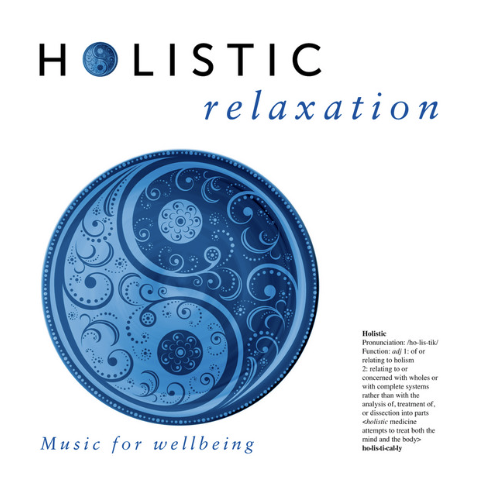 HOLISTIC
relaxation
Holistic
Pronunciation: /ho-lis-tik/
Function: adj 1: of or
relating to holism
2: relating to or
concerned with wholes or
with complete systems
rather than with the
analysis of, treatment of,
or dissection into parts
<holistic medicine
attempts to treat both the
mind and the body>
ho·lis·ti·cal·ly
Music for wellbeing